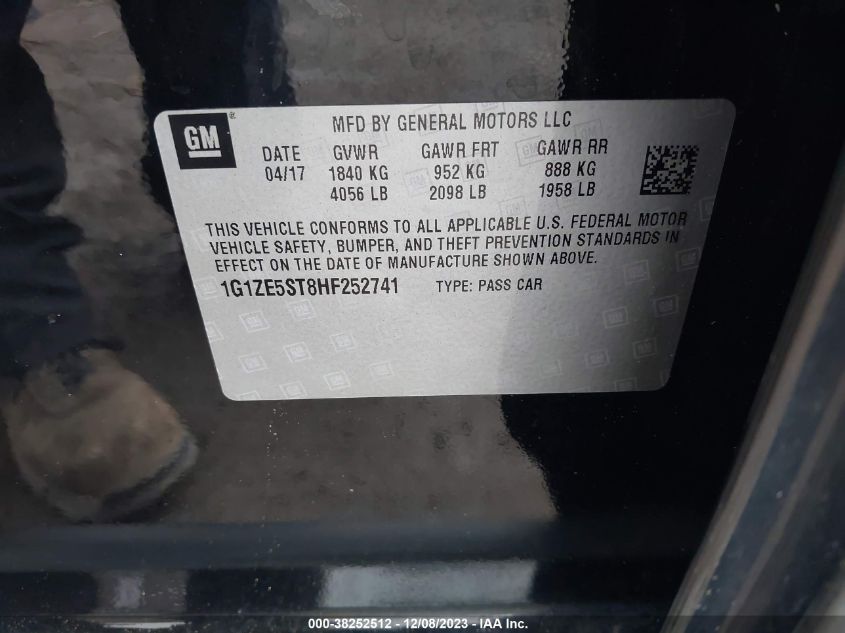 GM ®
MFD BY GENERAL MOTORS LLC
DATE GVWR GAWR FRT GAWR RR
04/17 1840 KG 952 KG 888 KG
4056 LB 2098 LB 1958 LB
THIS VEHICLE CONFORMS TO ALL APPLICABLE U.S. FEDERAL MOTOR
VEHICLE SAFETY, BUMPER, AND THEFT PREVENTION STANDARDS IN
EFFECT ON THE DATE OF MANUFACTURE SHOWN ABOVE.
1G1ZE5ST8HF252741 TYPE: PASS CAR
000-38252512 - 12/08/2023 - IAA Inc.